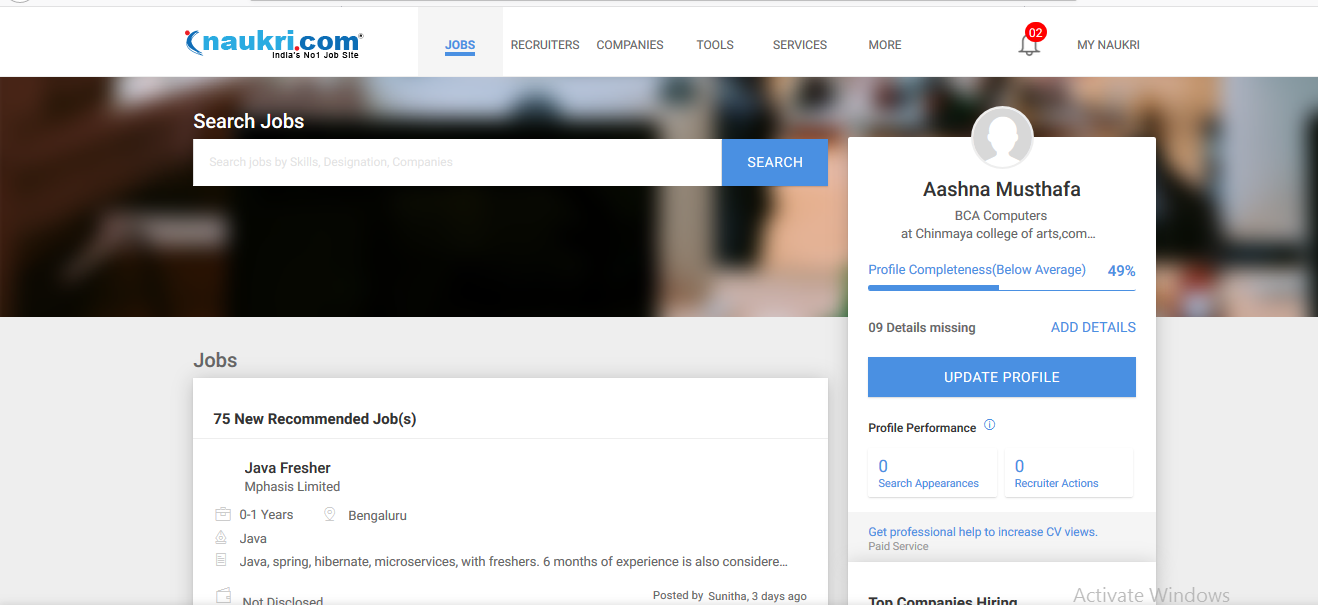 naukri.com
India's No1 Job Site
JOBS
RECRUITERS
COMPANIES
TOOLS
SERVICES
MORE
02
MY NAUKRI
Search Jobs
Search jobs by Skills, Designation, Companies
SEARCH
Aashna Musthafa
BCA Computers
at Chinmaya college of arts,com...
Profile Completeness(Below Average) 49%
09 Details missing ADD DETAILS
UPDATE PROFILE
Profile Performance
0
Search Appearances
0
Recruiter Actions
Get professional help to increase CV views.
Paid Service
Top Companies Hiring
Jobs
75 New Recommended Job(s)
Java Fresher
Mphasis Limited
0-1 Years
Bengaluru
Java
Java, spring, hibernate, microservices, with freshers. 6 months of experience is also considere...
Not Disclosed
Posted by Sunitha, 3 days ago
Activate Windows